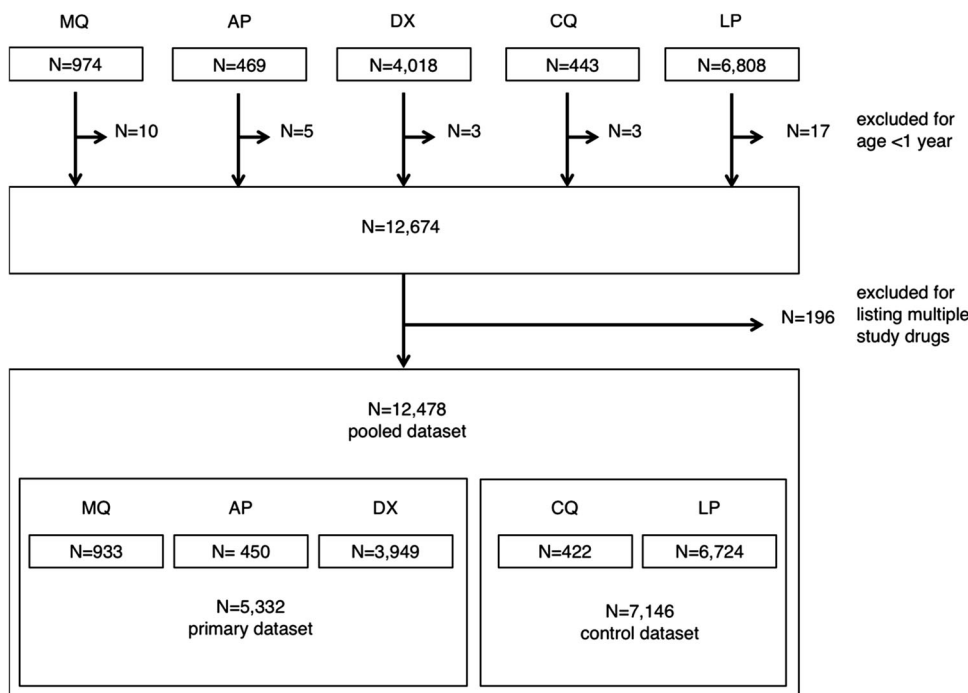 MQ AP DX CQ LP
N=974 N=469 N=4,018 N=443 N=6,808
N=10 N=5 N=3 N=3 N=17 excluded for
age <1 year
N=12,674
excluded for
N=196 listing multiple
study drugs
N=12,478
pooled dataset
MQ AP DX CQ LP
N=933 N= 450 N=3,949 N=422 N=6,724
N=5,332
primary dataset
N=7,146
control dataset